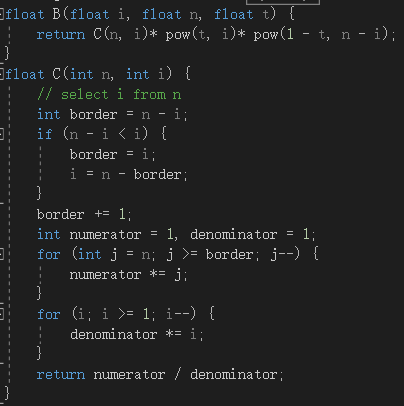 float B(float i, float n, float t) {
return C(n, i)* pow(t, i)* pow(1 - t, n - i);
}
float C(int n, int i) {
// select i from n
int border = n - i;
if (n - i < i) {
border = i;
i = n - border;
}
border += 1;
int numerator = 1, denominator = 1;
for (int j = n; j >= border; j--) {
numerator *= j;
}
for (i; i >= 1; i--) {
denominator *= i;
}
return numerator / denominator;
}